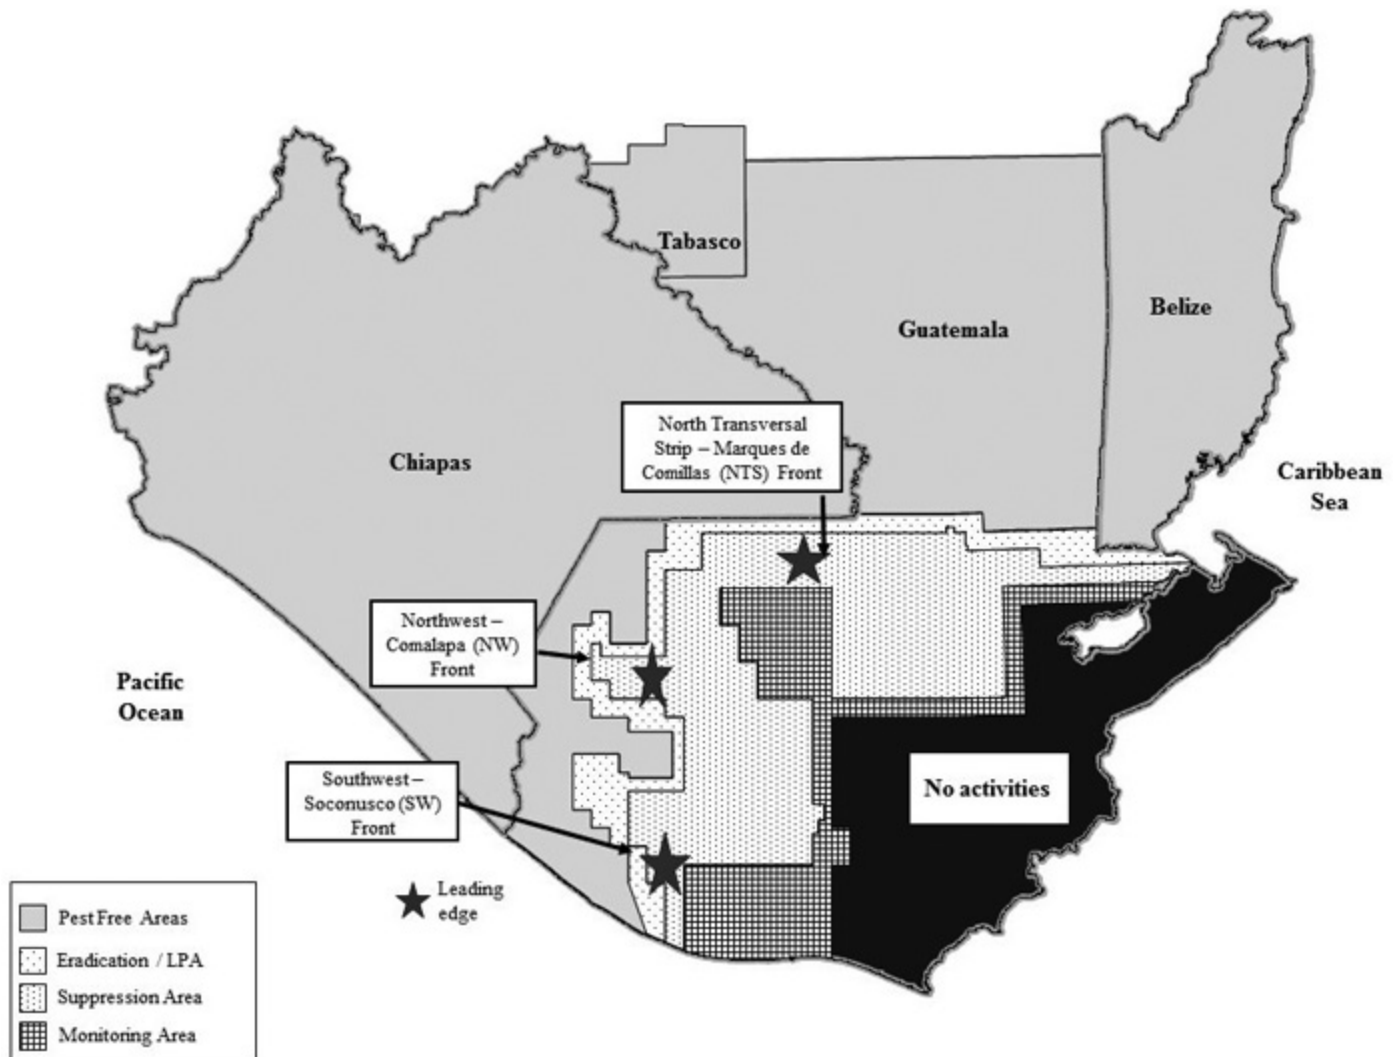 Tabasco
Belize
Guatemala
North Transversal
Strip – Marques de
Comillas (NTS) Front
Chiapas
Caribbean
Sea
Northwest –
Comalapa (NW)
Front
Pacific
Ocean
Southwest –
Soconusco (SW)
Front
No activities
Leading
edge
Pest Free Areas
Eradication / LPA
Suppression Area
Monitoring Area